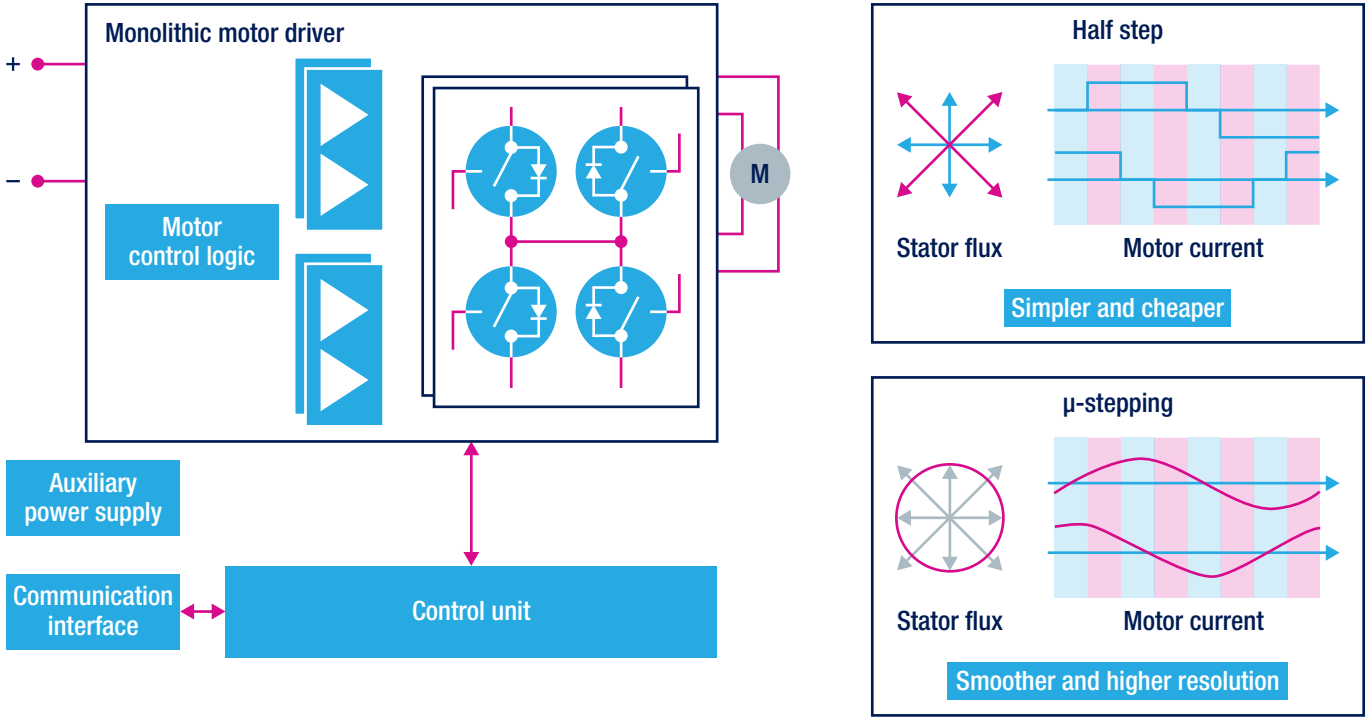 Monolithic motor driver
+
−
Motor
control logic
M
Auxiliary
power supply
Communication
interface
Control unit
Half step
Stator flux
Motor current
Simpler and cheaper
μ-stepping
Stator flux
Motor current
Smoother and higher resolution